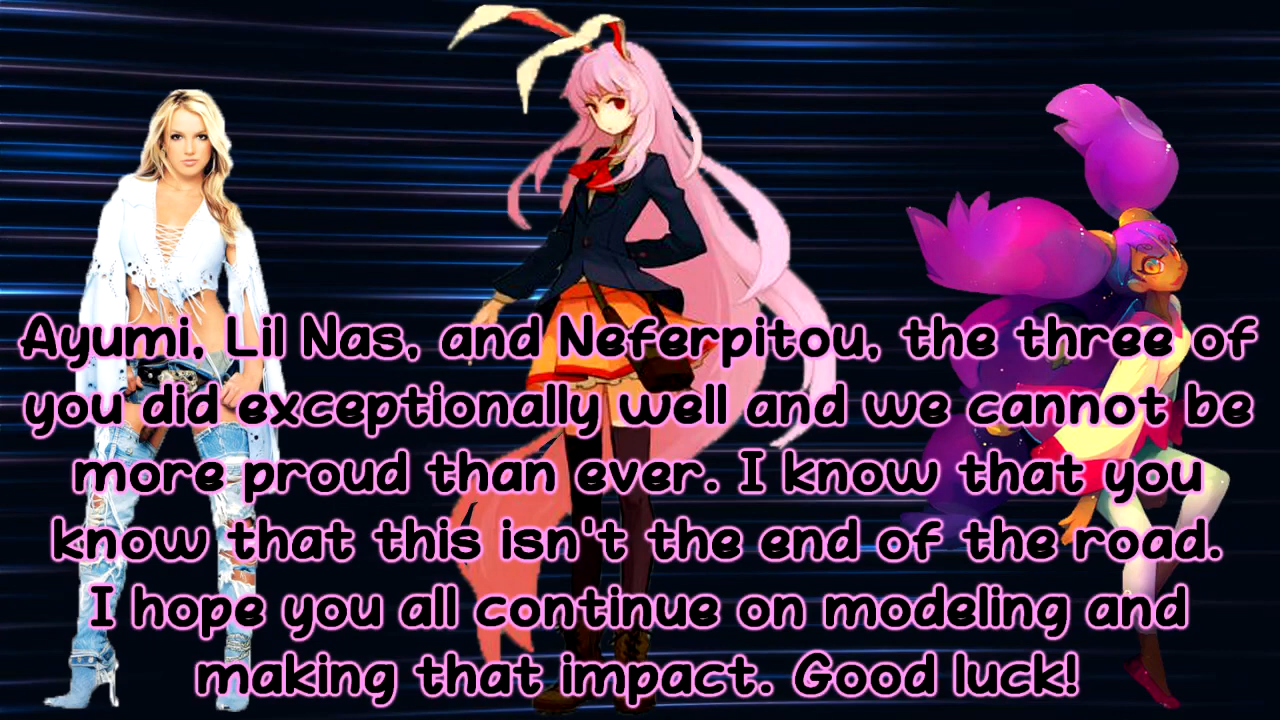 Ayumi, Lil Nas, and Neferpitou, the three of
you did exceptionally well and we cannot be
more proud than ever. I know that you
know that this isn't the end of the road.
I hope you all continue on modeling and
making that impact. Good luck!